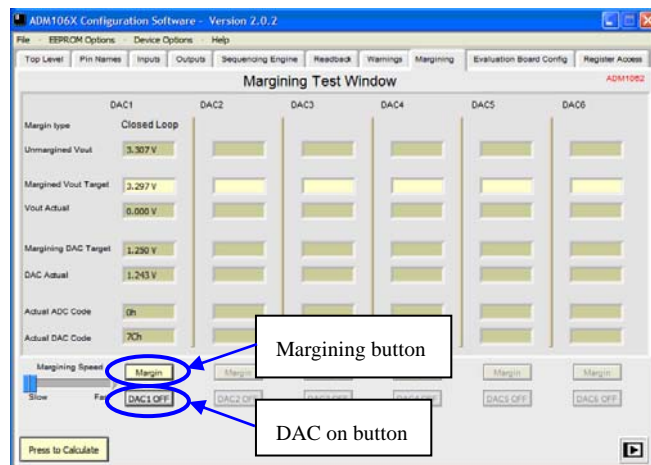 ADM106X Configuration Software - Version 2.0.2
File EEPROM Options Device Options Help
Top Level Pin Names Inputs Outputs Sequencing Engine Readback Warnings Margining Evaluation Board Config Register Access
Margining Test Window ADM1062
DAC1 DAC2 DAC3 DAC4 DAC5 DAC6
Margin type Closed Loop
Unmargined Vout 3.307 V
Margined Vout Target 3.297 V
Vout Actual 0.000 V
Margining DAC Target 1.250 V
DAC Actual 1.243 V
Actual ADC Code 0h
Actual DAC Code 7Ch
Margining button
Margining Speed Margin Margin Margin Margin
Slow Fas DAC1 OFF DAC2 OF DAC5 OFF DAC6 OFF
DAC on button
Press to Calculate